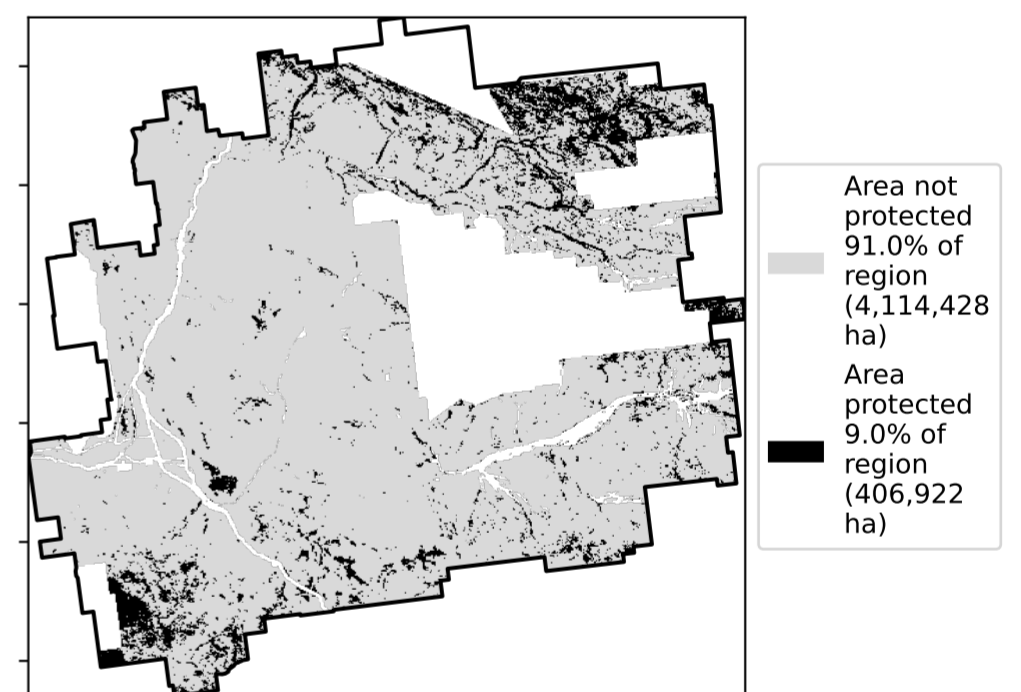 Area not
protected
91.0% of
region
(4,114,428
ha)
Area
protected
9.0% of
region
(406,922
ha)